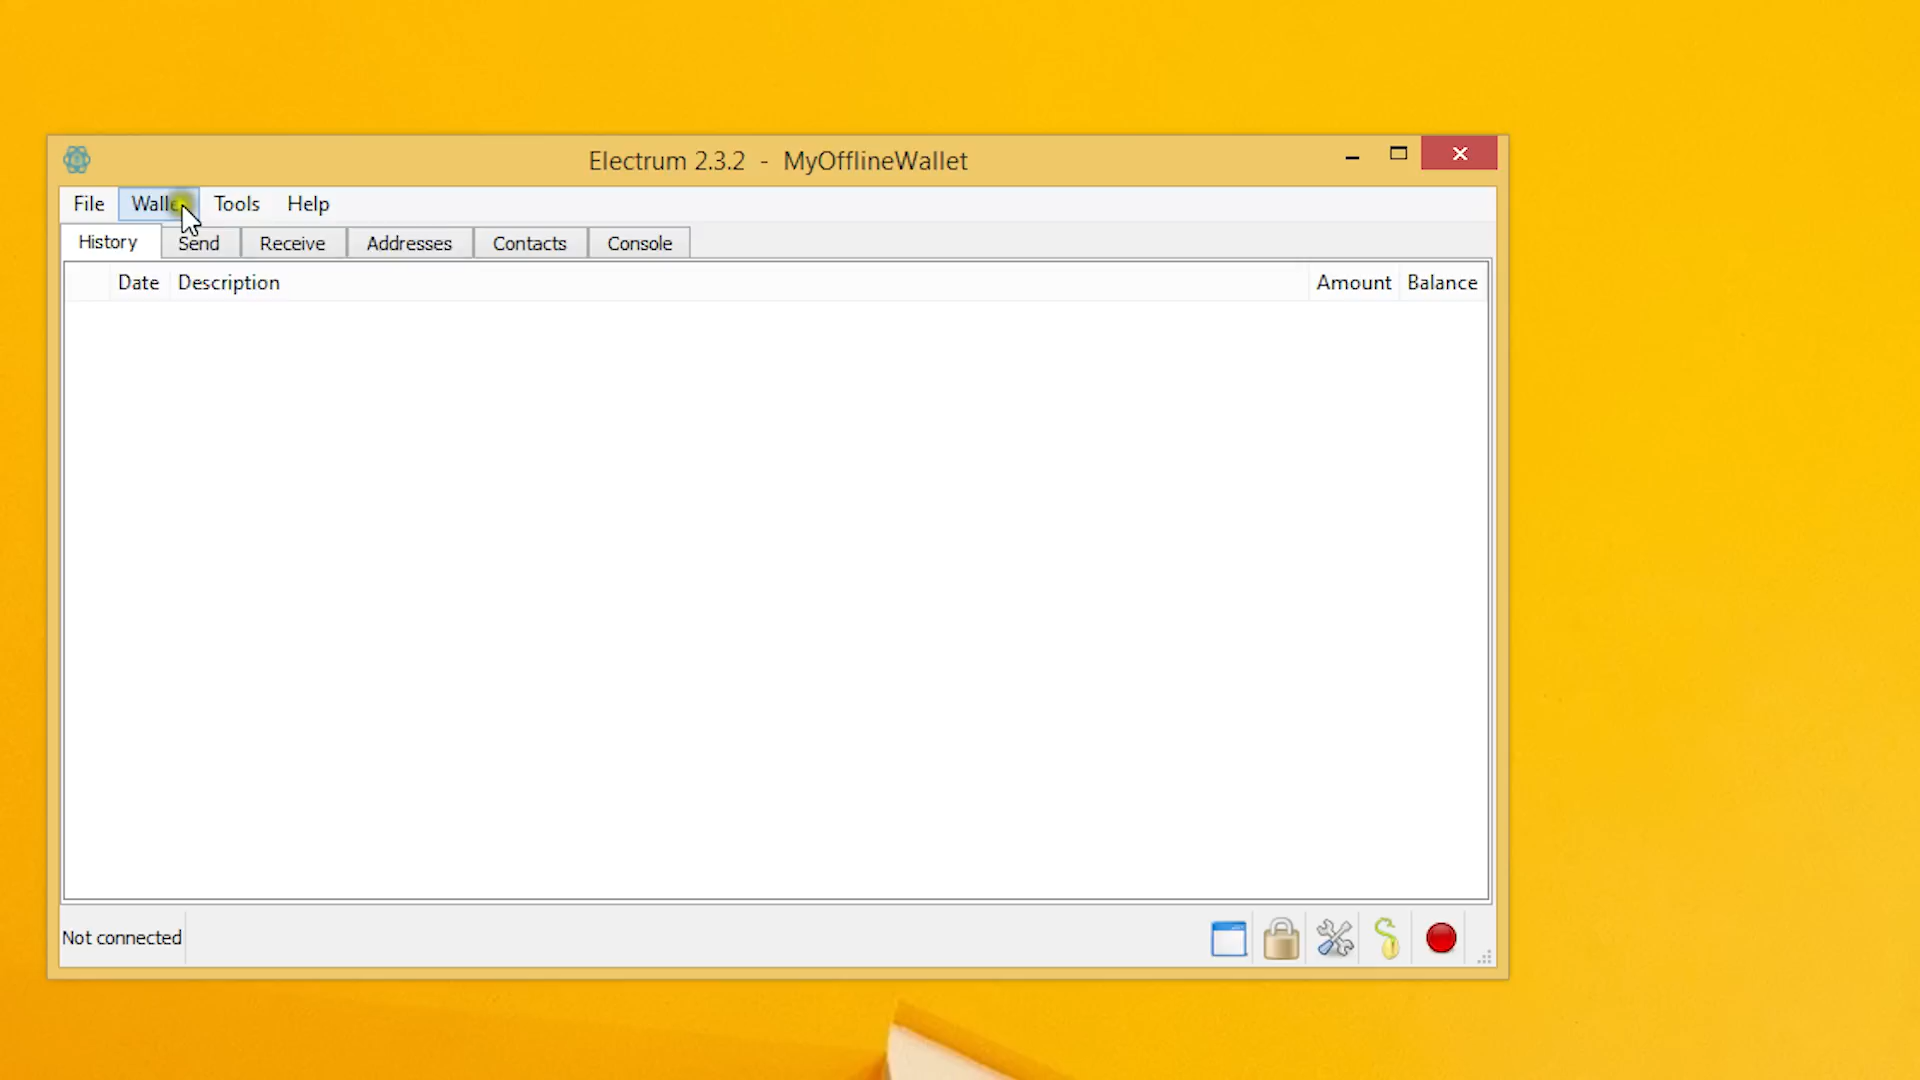 Electrum 2.3.2 - MyOfflineWallet
File Tools Help
History Send Receive Addresses Contacts Console
Date Description Amount Balance
Not connected